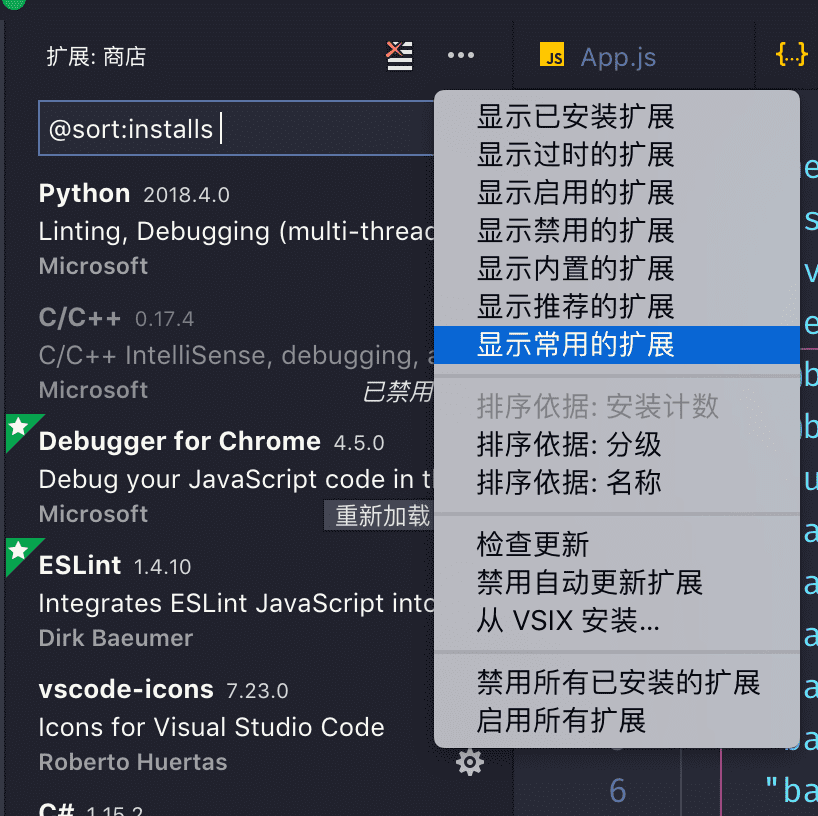 扩展: 商店
@sort:installs
Python 2018.4.0
Linting, Debugging (multi-threac
Microsoft
C/C++ 0.17.4
C/C++ IntelliSense, debugging, a
Microsoft
已禁用
Debugger for Chrome 4.5.0
Debug your JavaScript code in th
Microsoft
重新加载
ESLint 1.4.10
Integrates ESLint JavaScript into
Dirk Baeumer
vscode-icons 7.23.0
Icons for Visual Studio Code
Roberto Huertas
C# 1.15.2
显示已安装扩展
显示过时的扩展
显示启用的扩展
显示禁用的扩展
显示内置的扩展
显示推荐的扩展
显示常用的扩展
排序依据: 安装计数
排序依据: 分级
排序依据: 名称
检查更新
禁用自动更新扩展
从 VSIX 安装...
禁用所有已安装的扩展
启用所有扩展
JS App.js
{..}
6 "ba